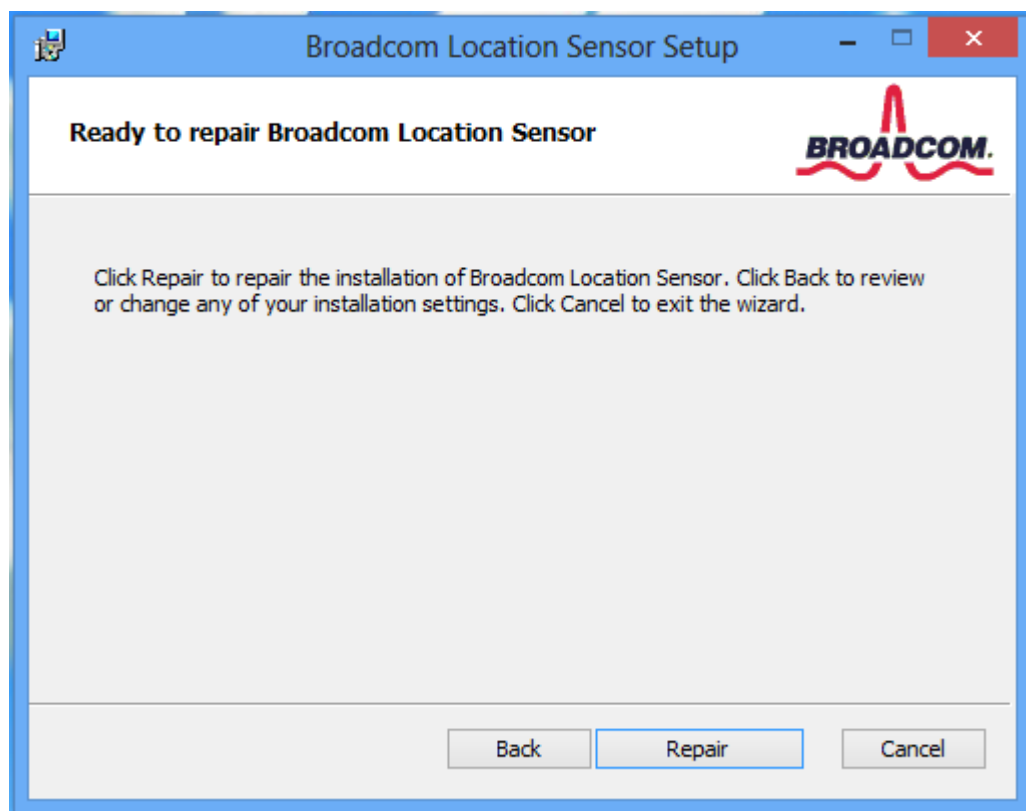 Broadcom Location Sensor Setup
Ready to repair Broadcom Location Sensor
BROADCOM.
Click Repair to repair the installation of Broadcom Location Sensor. Click Back to review
or change any of your installation settings. Click Cancel to exit the wizard.
Back
Repair
Cancel